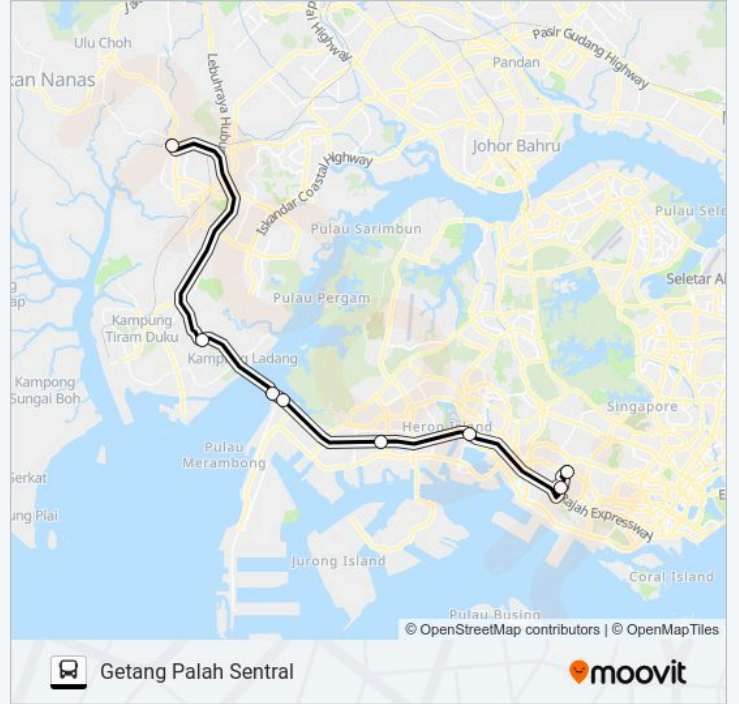 Ulu Choh
kan Nanas
Lebuhraya Hubu
Pasir Gudang Highway
pal Highway
Pandan
Johor Bahru
Iskandar Coastal Highway
Pulau Sarimbun
Pulau Sele
Seletar Ai
Pulau Pergam
Kampung
Tiram Duku
Kampung Ladang
Kampong
Sungai Boh
Singapore
Heron Island
Pulau
Merambong
Serkat
ung Piai
Rajah Expressway
Jurong Island
Coral Island
Pulau Busing
© OpenStreetMap contributors | © OpenMapTiles
Getang Palah Sentral
moovit